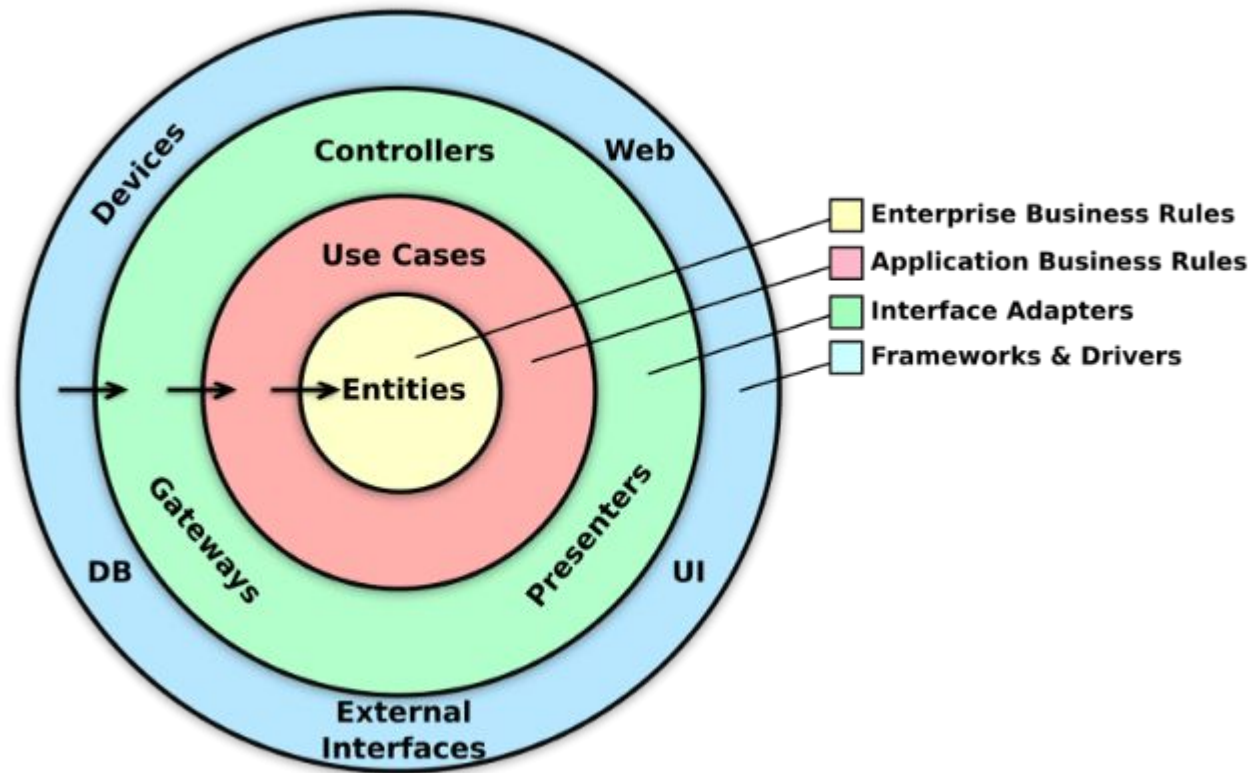 Devices
Controllers
Web
Use Cases
Entities
Gateways
Presenters
DB
UI
External
Interfaces
Enterprise Business Rules
Application Business Rules
Interface Adapters
Frameworks & Drivers